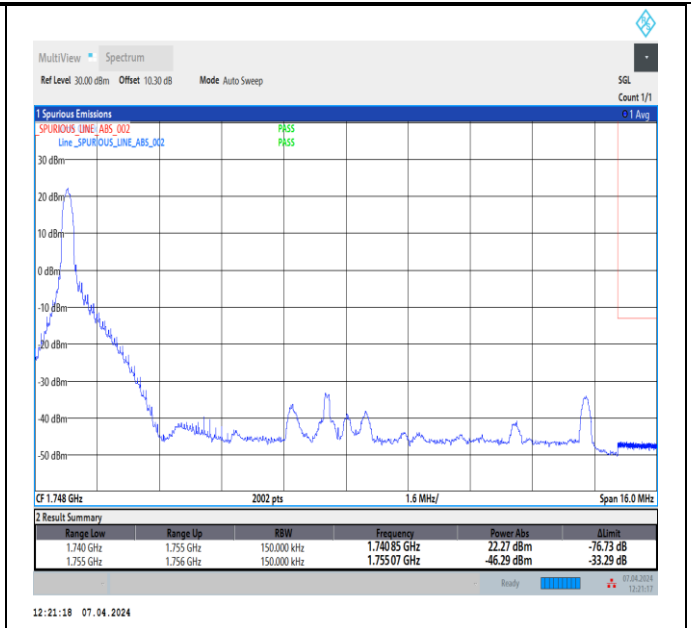 MultiView Spectrum
Ref Level 30.00 dBm Offset 10.30 dB Mode Auto Sweep SGL
Count 1/1
1 Spurious Emissions 1 Avg
_SPURIOUS_LINE_ABS_002 PASS
Line _SPURIOUS_LINE_ABS_002 PASS
30 dBm
20 dBm
10 dBm
0 dBm
-10 dBm
-20 dBm
-30 dBm
-40 dBm
-50 dBm
CF 1.748 GHz 2002 pts 1.6 MHz/ Span 16.0 MHz
2 Result Summary
Range Low Range Up RBW Frequency Power Abs ΔLimit
1.740 GHz 1.755 GHz 150.000 kHz 1.740 85 GHz 22.27 dBm -76.73 dB
1.755 GHz 1.756 GHz 150.000 kHz 1.755 07 GHz -46.29 dBm -33.29 dB
Ready 07.04.2024
12:21:17
12:21:18 07.04.2024